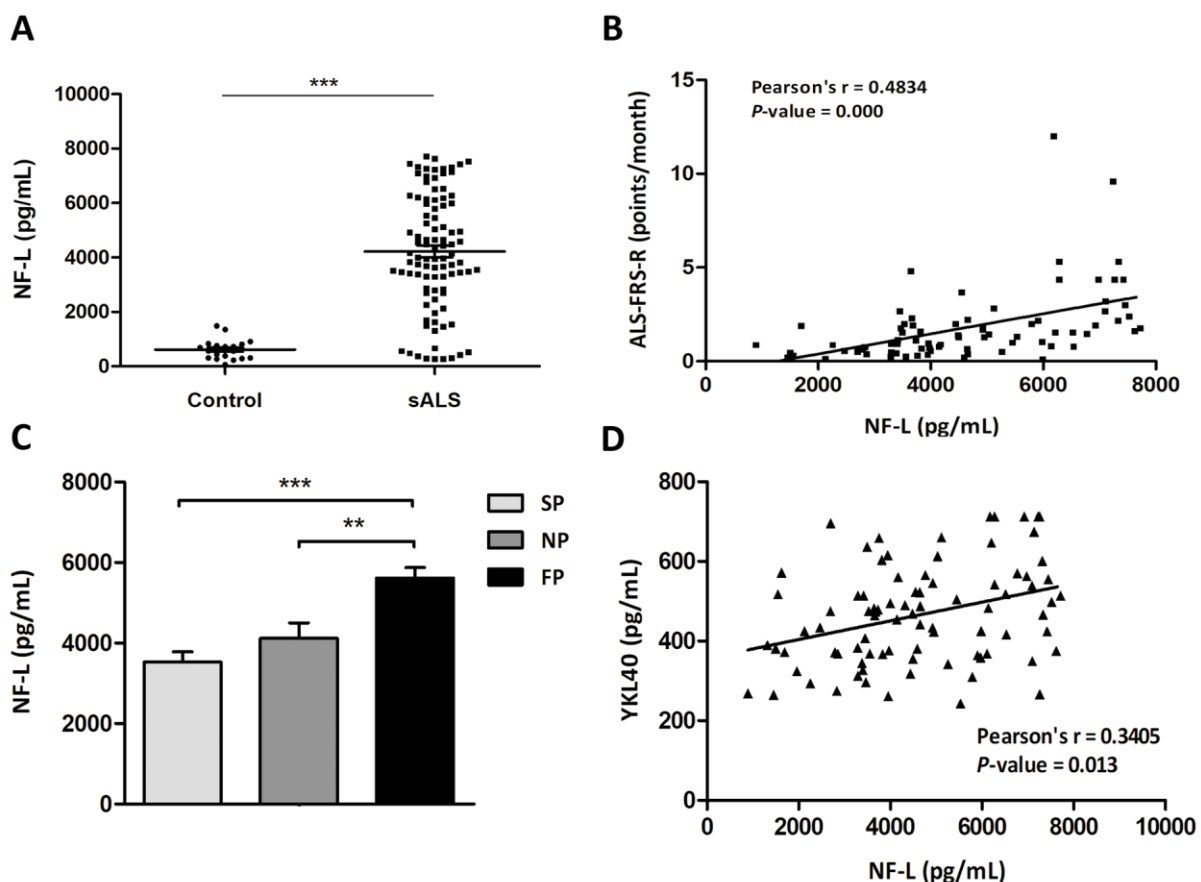 A
***
10000
8000
6000
4000
2000
0
NF-L (pg/mL)
Control
sALS
B
Pearson's r = 0.4834
P-value = 0.000
15
10
5
0
ALS-FRS-R (points/month)
0
2000
4000
6000
8000
NF-L (pg/mL)
C
***
**
8000
6000
4000
2000
0
NF-L (pg/mL)
SP
NP
FP
D
800
600
400
200
0
YKL40 (pg/mL)
Pearson's r = 0.3405
P-value = 0.013
0
2000
4000
6000
8000
10000
NF-L (pg/mL)